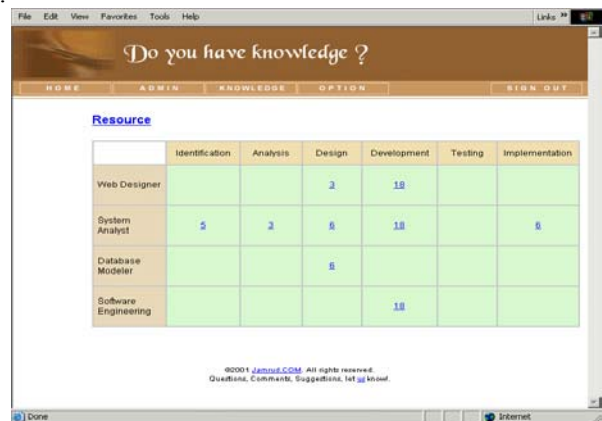 File Edit View Favorites Tools Help Links »
Do you have knowledge ?
HOME ADMIN KNOWLEDGE OPTION SIGN OUT
Resource
Identification Analysis Design Development Testing Implementation
Web Designer 3 18
System
Analyst 5 3 6 18 6
Database
Modeler 6
Software
Engineering 18
©2001 Jamrud.COM. All rights reserved.
Questions, Comments, Suggestions, let us know!.
Done Internet